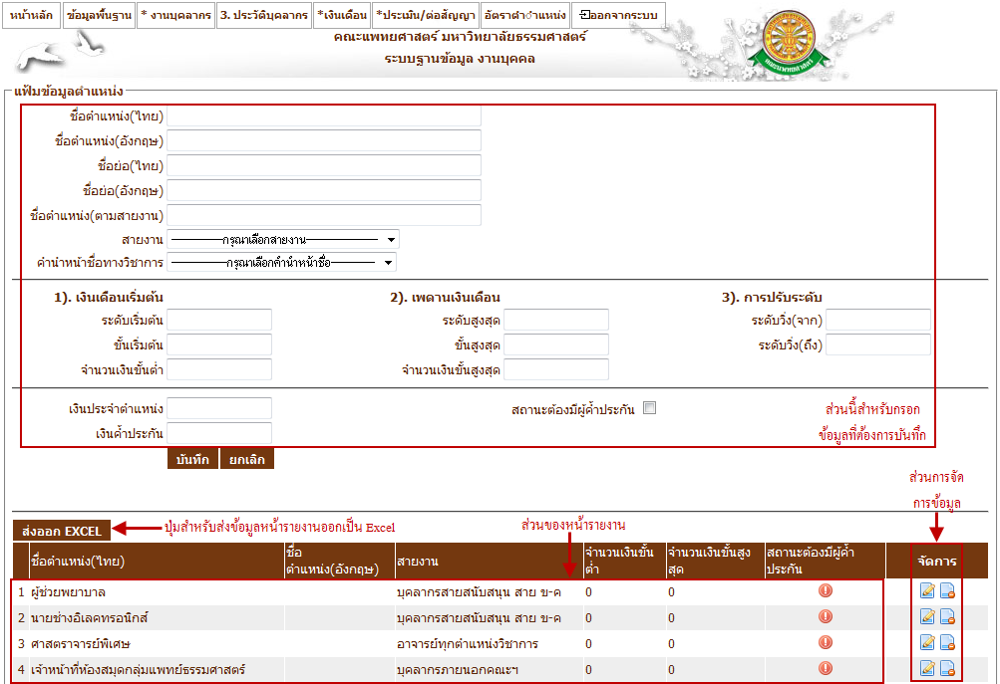 หน้าหลัก ข้อมูลพื้นฐาน * งานบุคลากร 3. ประวัติบุคลากร *เงินเดือน *ประเมิน/ต่อสัญญา อัตราตำแหน่ง ออกจากระบบ
คณะแพทยศาสตร์ มหาวิทยาลัยธรรมศาสตร์
ระบบฐานข้อมูล งานบุคคล
แฟ้มข้อมูลตำแหน่ง
ชื่อตำแหน่ง(ไทย)
ชื่อตำแหน่ง(อังกฤษ)
ชื่อย่อ(ไทย)
ชื่อย่อ(อังกฤษ)
ชื่อตำแหน่ง(ตามสายงาน)
สายงาน ----------กรุณาเลือกสายงาน----------
คำนำหน้าชื่อทางวิชาการ ----------กรุณาเลือกคำนำหน้าชื่อ----------
1). เงินเดือนเริ่มต้น 2). เพดานเงินเดือน 3). การปรับระดับ
ระดับเริ่มต้น ระดับสูงสุด ระดับวิ่ง(จาก)
ขั้นเริ่มต้น ขั้นสูงสุด ระดับวิ่ง(ถึง)
จำนวนเงินขั้นต่ำ จำนวนเงินขั้นสูงสุด
เงินประจำตำแหน่ง สถานะต้องมีผู้ค้ำประกัน ส่วนนี้สำหรับกรอก
เงินค้ำประกัน ข้อมูลที่ต้องการบันทึก
บันทึก ยกเลิก
ส่วนการจัด
การข้อมูล
ส่งออก EXCEL ปุ่มสำหรับส่งข้อมูลหน้ารายงานออกเป็น Excel ส่วนของหน้ารายงาน
ชื่อตำแหน่ง(ไทย) ชื่อ สายงาน จำนวนเงินขั้น จำนวนเงินขั้นสูง สถานะต้องมีผู้ค้ำ จัดการ
ตำแหน่ง(อังกฤษ) ต่ำ สุด ประกัน
1 ผู้ช่วยพยาบาล บุคลากรสายสนับสนุน สาย ข-ค 0 0
2 นายช่างอิเลคทรอนิกส์ บุคลากรสายสนับสนุน สาย ข-ค 0 0
3 ศาสตราจารย์พิเศษ อาจารย์ทุกตำแหน่งวิชาการ 0 0
4 เจ้าหน้าที่ห้องสมุดกลุ่มแพทย์ธรรมศาสตร์ บุคลากรภายนอกคณะฯ 0 0